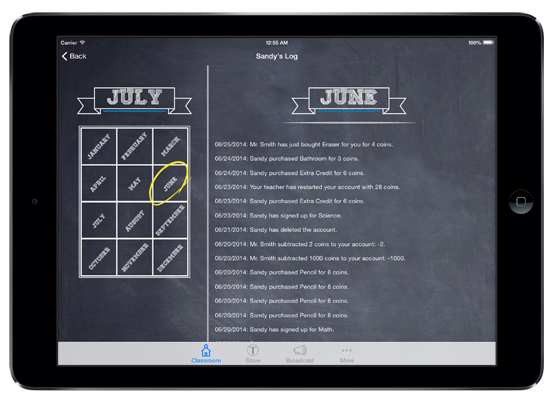 Carrier 12:55 AM 100%
Back Sandy's Log
JULY
JUNE
JANUARY FEBRUARY MARCH
APRIL MAY JUNE
JULY AUGUST SEPTEMBER
OCTOBER NOVEMBER DECEMBER
06/25/2014: Mr. Smith has just bought Eraser for you for 4 coins.
06/24/2014: Sandy purchased Bathroom for 3 coins.
06/24/2014: Sandy purchased Extra Credit for 6 coins.
06/23/2014: Your teacher has restarted your account with 28 coins.
06/23/2014: Sandy purchased Extra Credit for 6 coins.
06/23/2014: Sandy has signed up for Science.
06/21/2014: Sandy has deleted the account.
06/20/2014: Mr. Smith subtracted 2 coins to your account: -2.
06/20/2014: Mr. Smith subtracted 1000 coins to your account: -1000.
06/20/2014: Sandy purchased Pencil for 8 coins.
06/20/2014: Sandy purchased Pencil for 8 coins.
06/20/2014: Sandy purchased Pencil for 8 coins.
06/20/2014: Sandy purchased Pencil for 8 coins.
06/20/2014: Sandy has signed up for Math.
Classroom Store Broadcast More